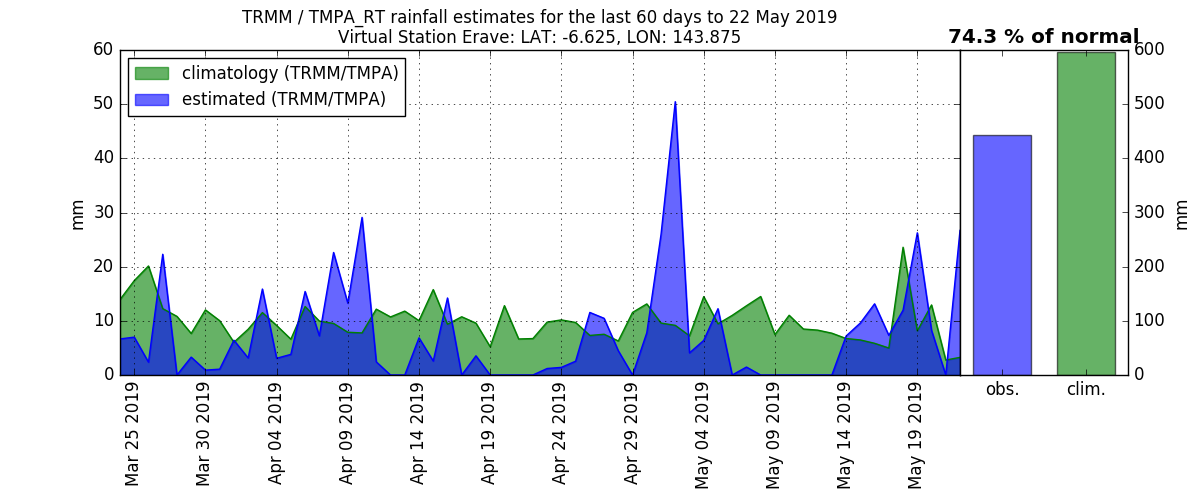 TRMM / TMPA_RT rainfall estimates for the last 60 days to 22 May 2019
Virtual Station Erave: LAT: -6.625, LON: 143.875
74.3 % of normal
climatology (TRMM/TMPA)
estimated (TRMM/TMPA)
60
50
40
30
20
10
0
mm
Mar 25 2019
Mar 30 2019
Apr 04 2019
Apr 09 2019
Apr 14 2019
Apr 19 2019
Apr 24 2019
Apr 29 2019
May 04 2019
May 09 2019
May 14 2019
May 19 2019
obs.
clim.
600
500
400
300
200
100
0
mm